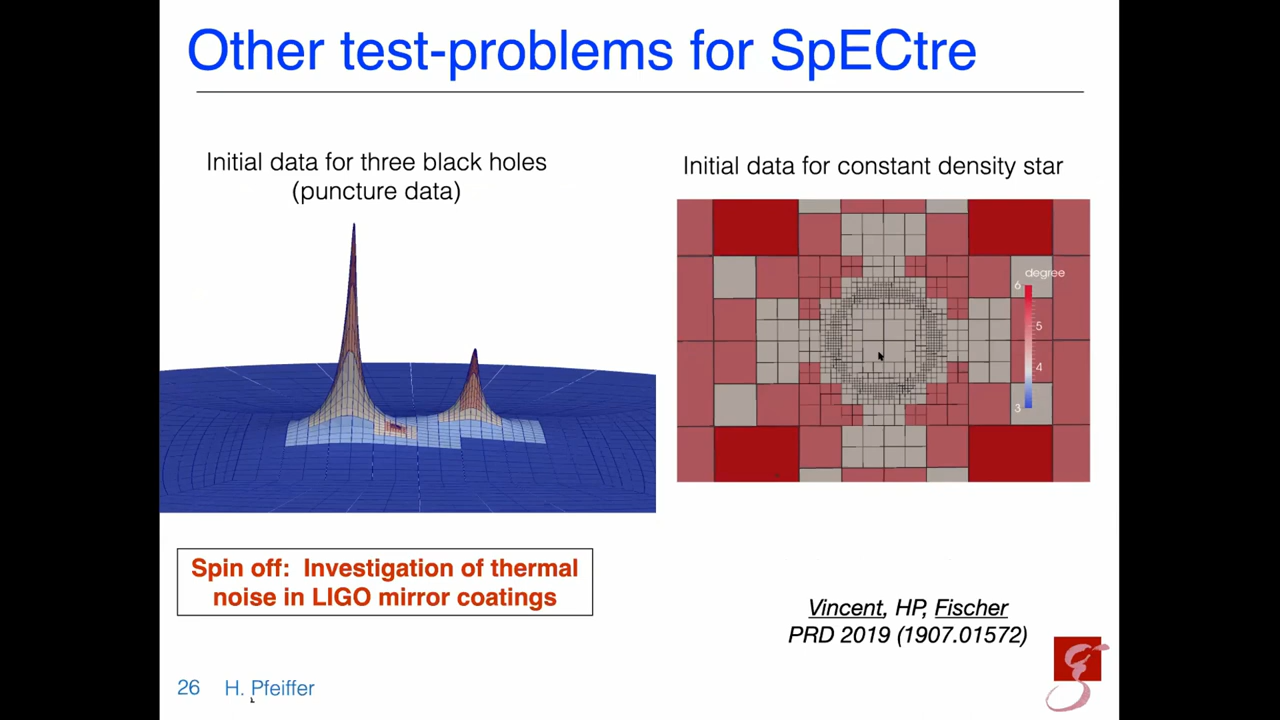 Other test-problems for SpECtre
Initial data for three black holes
(puncture data)
Initial data for constant density star
degree
6
5
4
3
Spin off:  Investigation of thermal
noise in LIGO mirror coatings
Vincent, HP, Fischer
PRD 2019 (1907.01572)
26 H. Pfeiffer